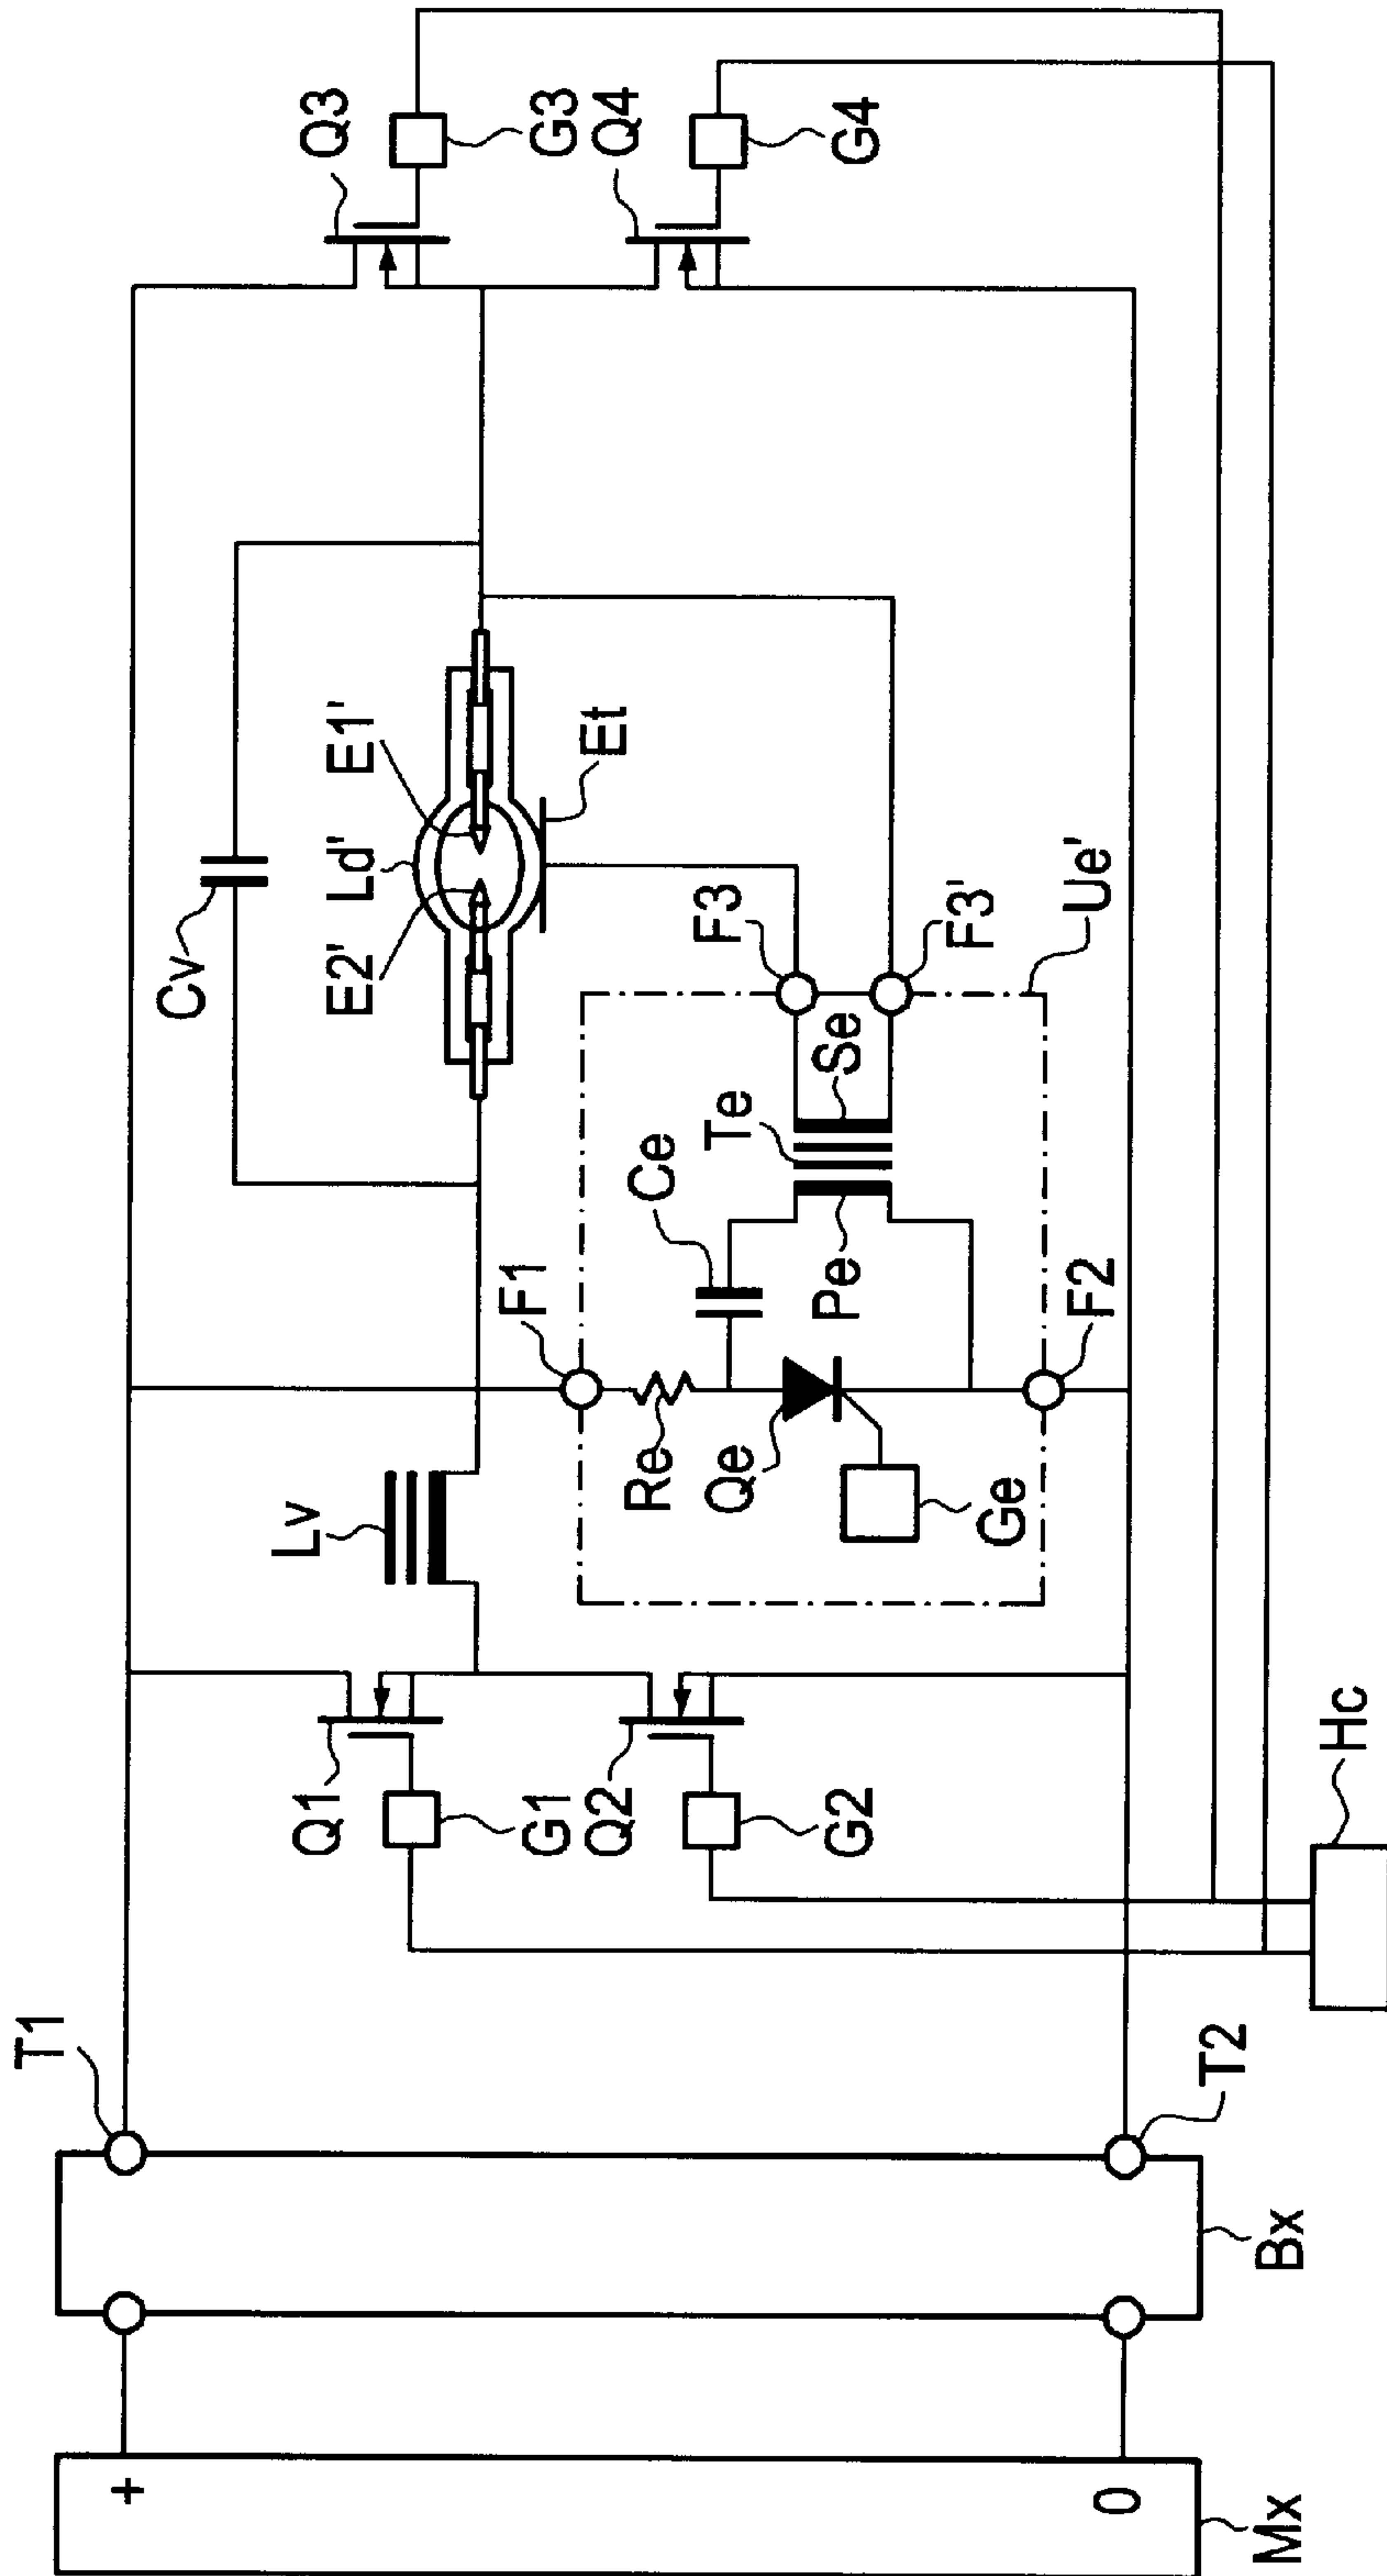 Mx
+
0
Bx
T1
T2
Hc
Q1
G1
Q2
G2
Lv
F1
Re
Qe
Ge
Ce
Pe
Te
Se
F2
F3
F3'
Ue'
Cv
E2'
Ld'
E1'
Et
Q3
G3
Q4
G4